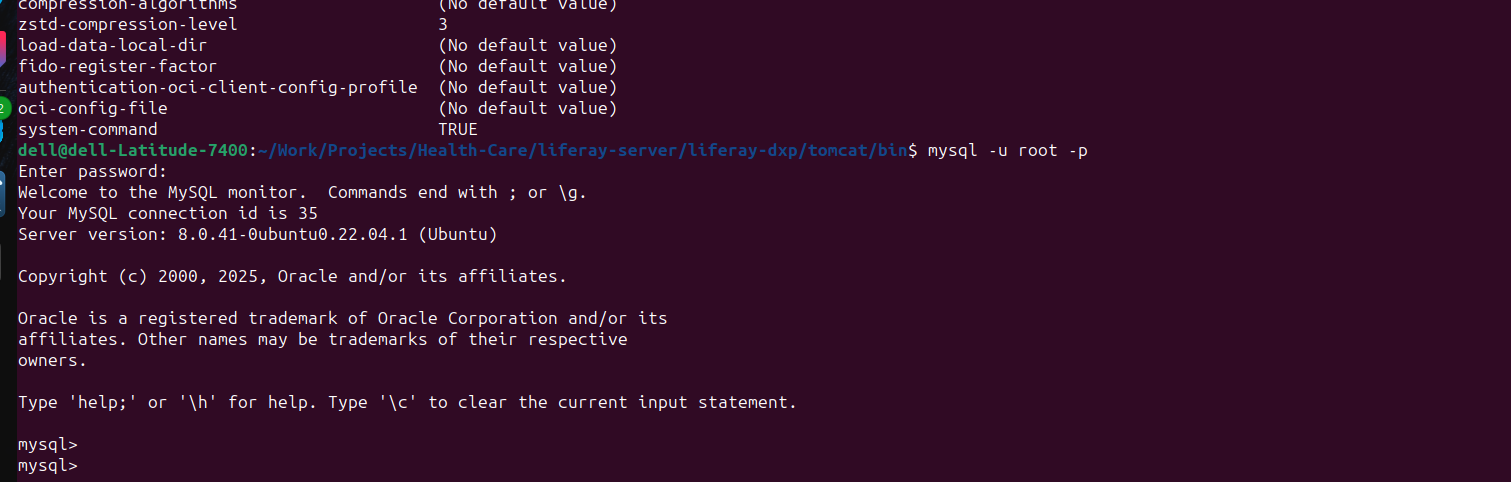 compression-algorithms (No default value)
zstd-compression-level 3
load-data-local-dir (No default value)
fido-register-factor (No default value)
authentication-oci-client-config-profile (No default value)
oci-config-file (No default value)
system-command TRUE
dell@dell-Latitude-7400:~/Work/Projects/Health-Care/liferay-server/liferay-dxp/tomcat/bin$ mysql -u root -p
Enter password:
Welcome to the MySQL monitor.  Commands end with ; or \g.
Your MySQL connection id is 35
Server version: 8.0.41-0ubuntu0.22.04.1 (Ubuntu)
Copyright (c) 2000, 2025, Oracle and/or its affiliates.
Oracle is a registered trademark of Oracle Corporation and/or its
affiliates. Other names may be trademarks of their respective
owners.
Type 'help;' or '\h' for help. Type '\c' to clear the current input statement.
mysql>
mysql>
2